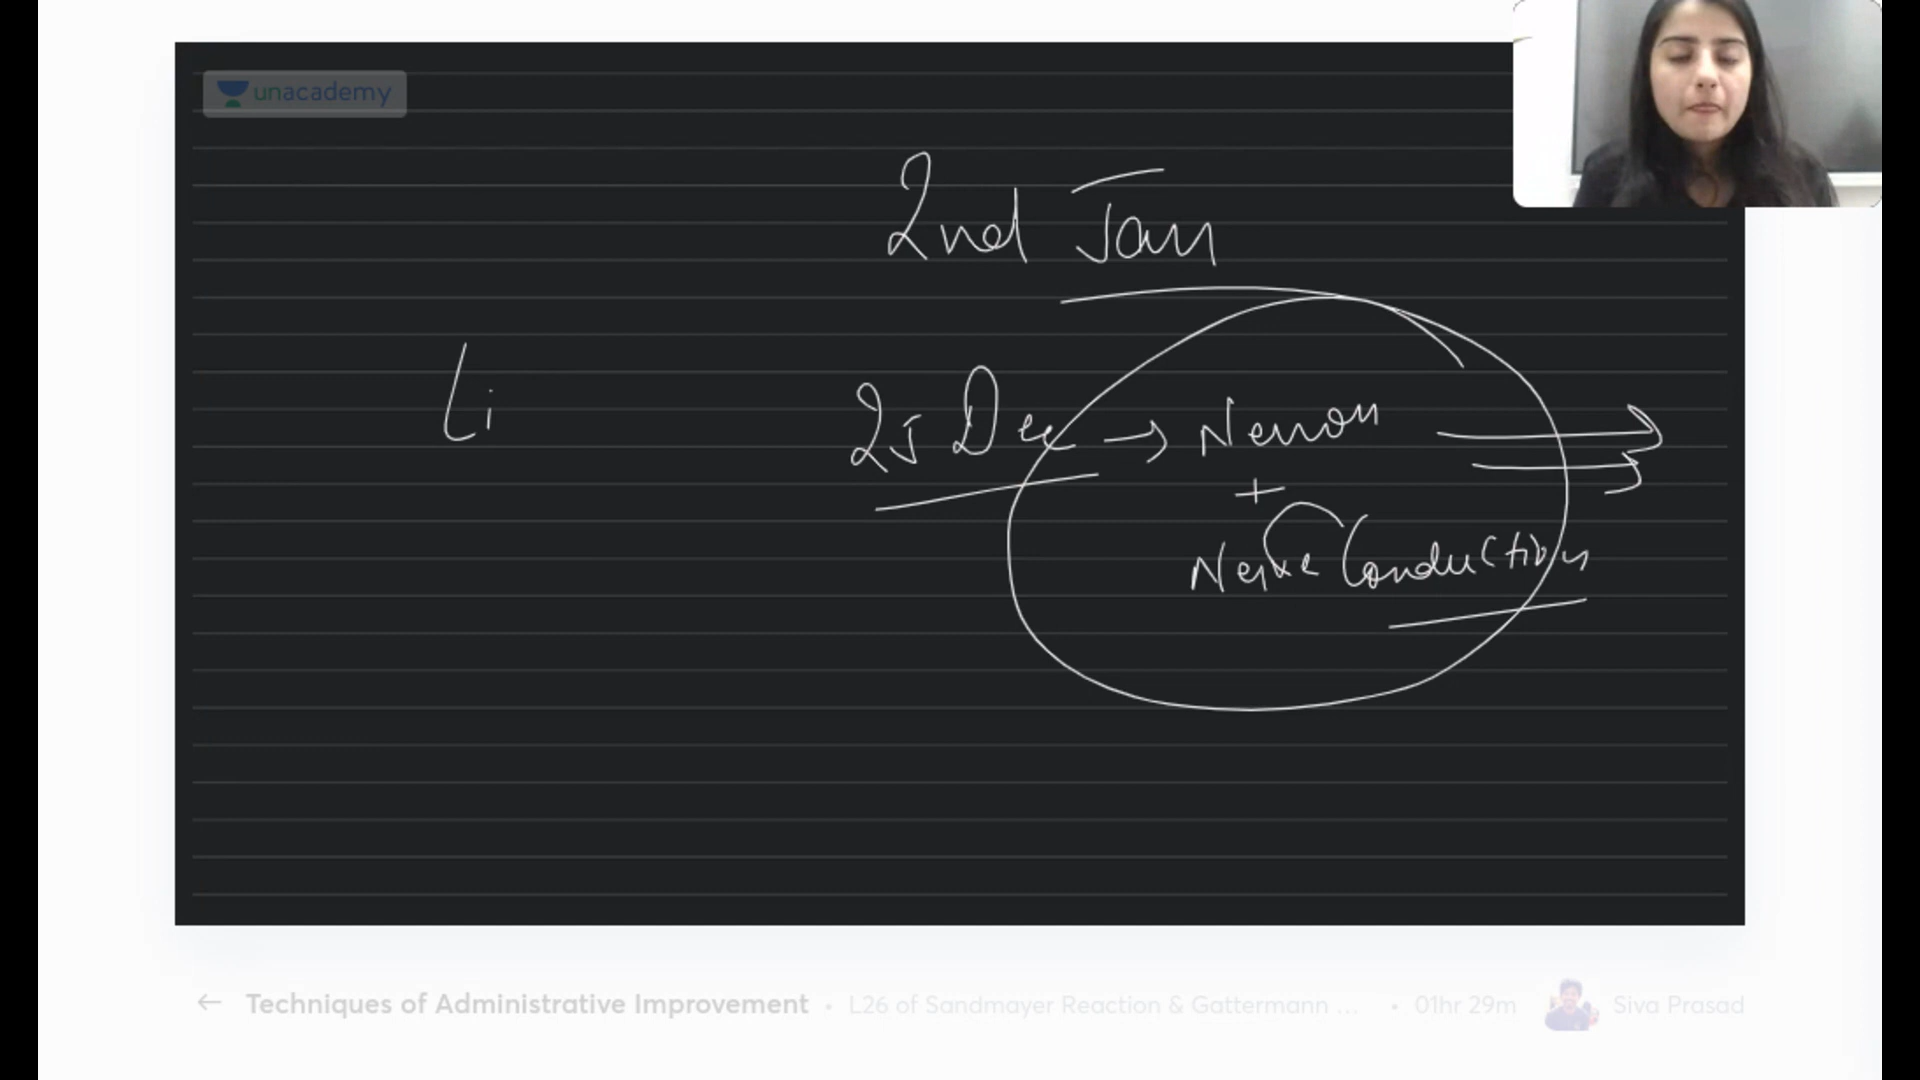 unacademy
2nd Jan
Li
25 Dec → Neuron
+
Nerve Conduction
← Techniques of Administrative Improvement • L26 of Sandmayer Reaction & Gattermann ... • 01hr 29m Siva Prasad